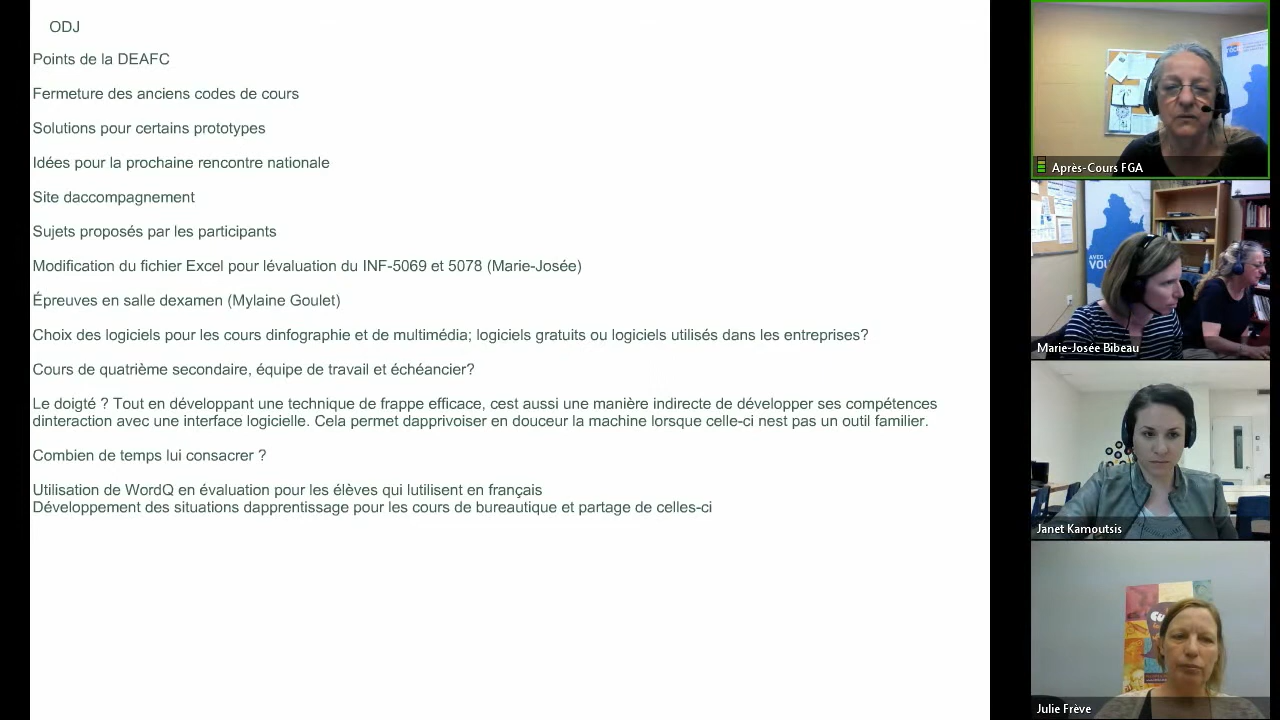 ODJ
Points de la DEAFC
Fermeture des anciens codes de cours
Solutions pour certains prototypes
Idées pour la prochaine rencontre nationale
Site daccompagnement
Sujets proposés par les participants
Modification du fichier Excel pour lévaluation du INF-5069 et 5078 (Marie-Josée)
Épreuves en salle dexamen (Mylaine Goulet)
Choix des logiciels pour les cours dinfographie et de multimédia; logiciels gratuits ou logiciels utilisés dans les entreprises?
Cours de quatrième secondaire, équipe de travail et échéancier?
Le doigté ? Tout en développant une technique de frappe efficace, cest aussi une manière indirecte de développer ses compétences
dinteraction avec une interface logicielle. Cela permet dapprivoiser en douceur la machine lorsque celle-ci nest pas un outil familier.
Combien de temps lui consacrer ?
Utilisation de WordQ en évaluation pour les élèves qui lutilisent en français
Développement des situations dapprentissage pour les cours de bureautique et partage de celles-ci
Après-Cours FGA
AVEC
VOU
Marie-Josée Bibeau
Janet Kamoutsis
Julie Frève